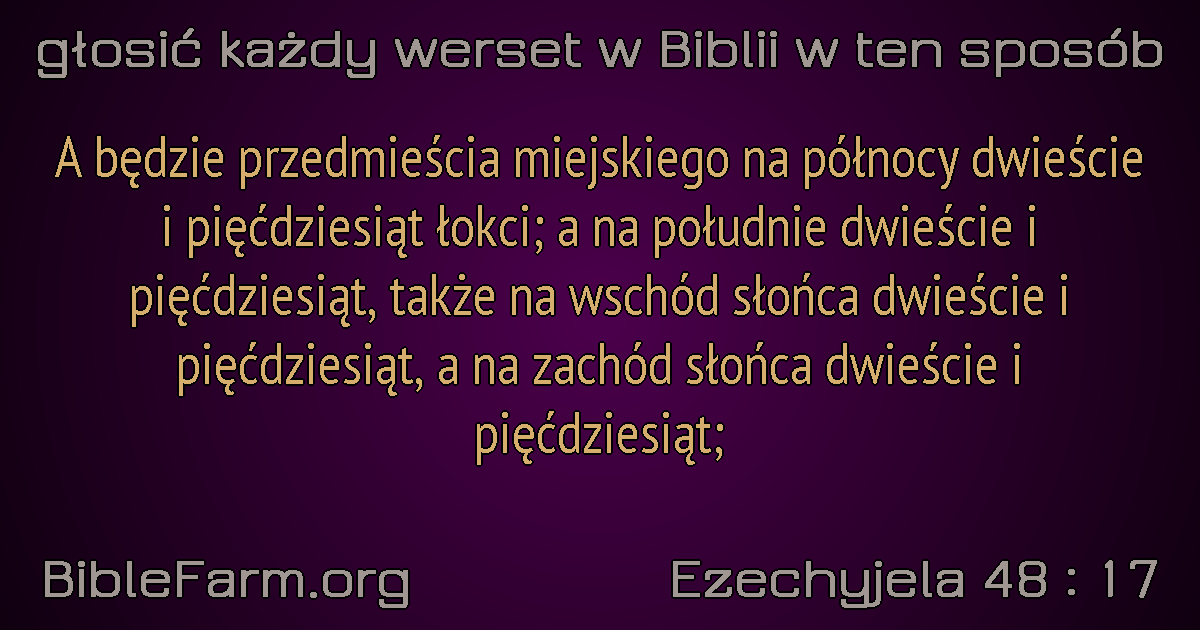 głosić każdy werset w Biblii w ten sposób
A będzie przedmieścia miejskiego na północy dwieście
i pięćdziesiąt łokci; a na południe dwieście i
pięćdziesiąt, także na wschód słońca dwieście i
pięćdziesiąt, a na zachód słońca dwieście i
pięćdziesiąt;
BibleFarm.org
Ezechyjela 48 : 17